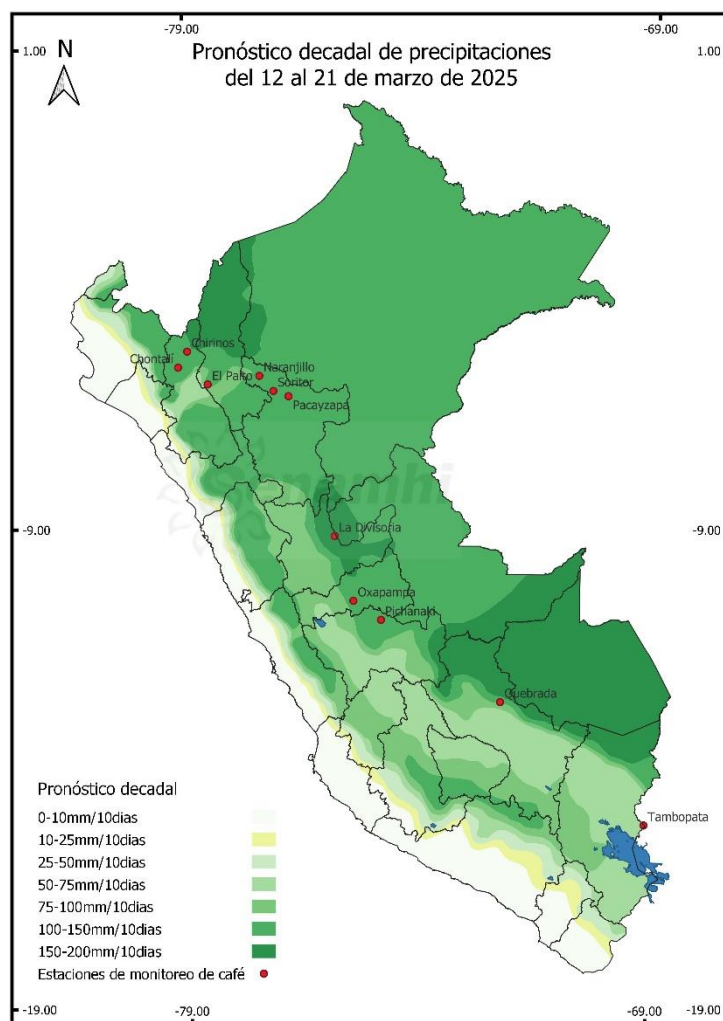 -79.00
-69.00
1.00
1.00
N
Pronóstico decadal de precipitaciones
del 12 al 21 de marzo de 2025
Chirinos
Chontalí
El Palto
Naranjillo
Soritor
Pacayzapa
Senamhi
-9.00
-9.00
La Divisoria
Oxapampa
Pichanaki
Quebrada
Tambopata
Pronóstico decadal
0-10mm/10dias
10-25mm/10dias
25-50mm/10dias
50-75mm/10dias
75-100mm/10dias
100-150mm/10dias
150-200mm/10dias
Estaciones de monitoreo de café
-19.00
-19.00
-79.00
-69.00